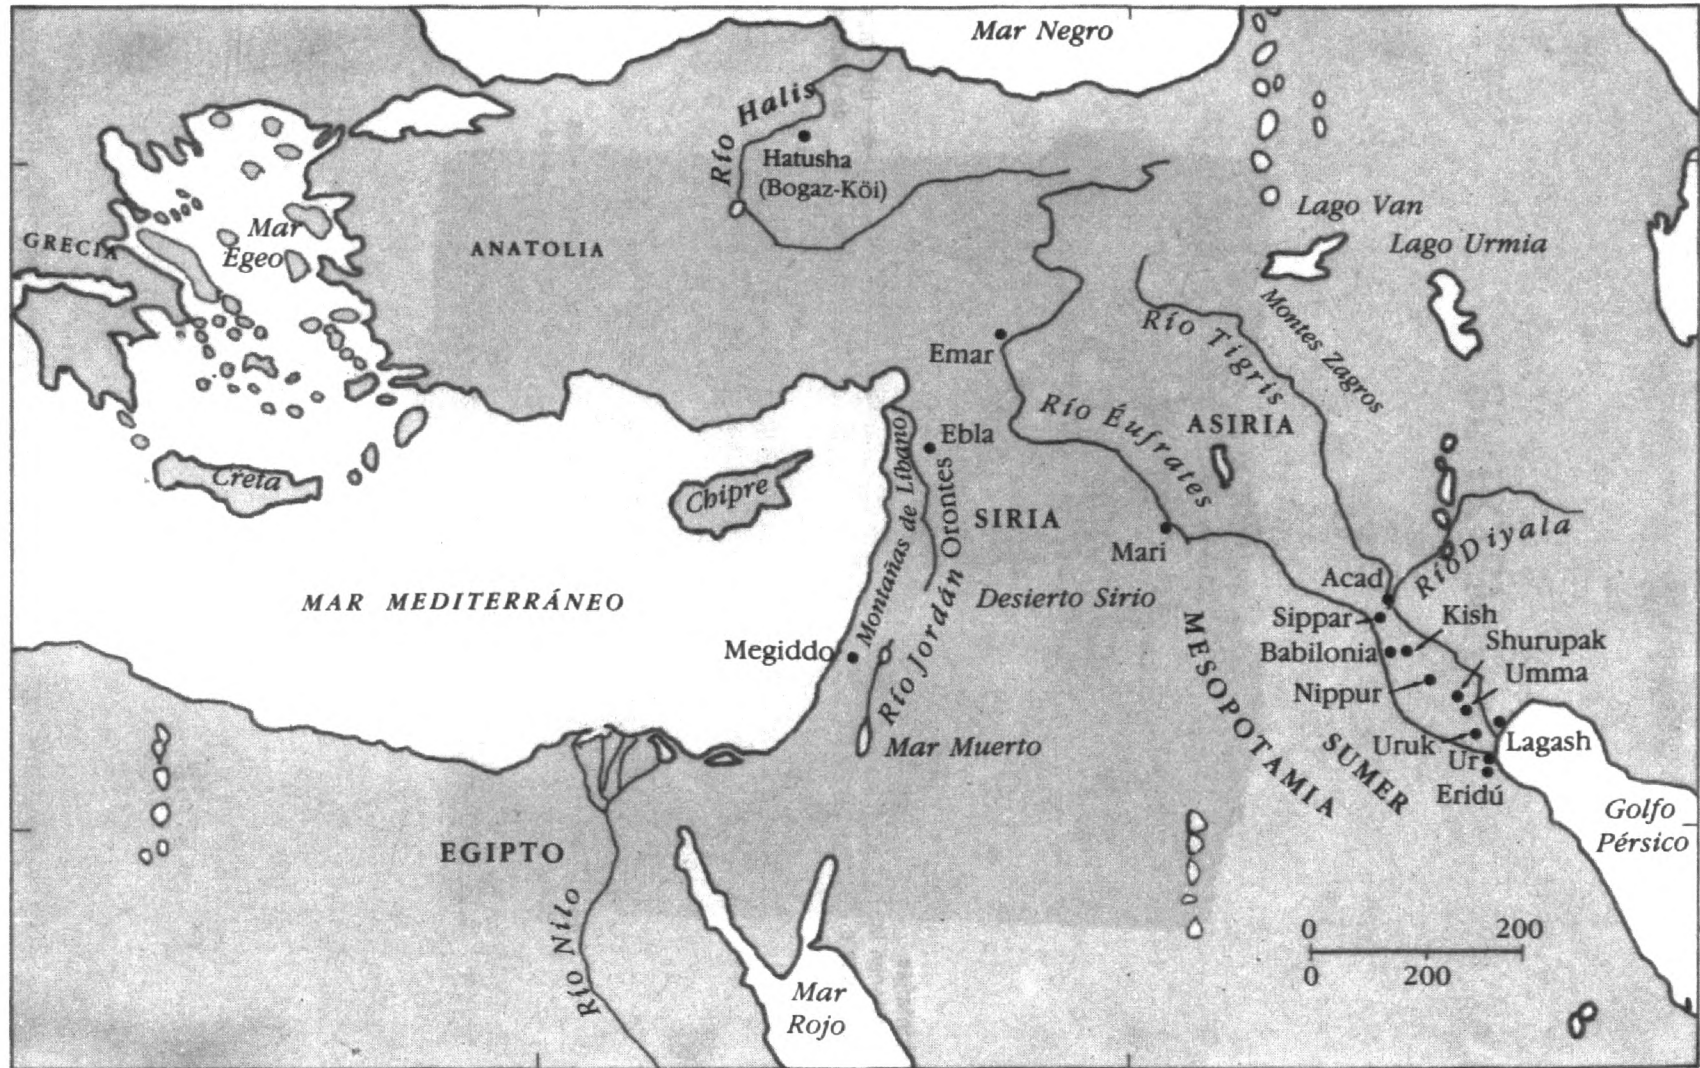 Mar Negro
Río Halis
Hatusha
(Bogaz-Köi)
Lago Van
Lago Urmia
GRECIA
Mar
Egeo
ANATOLIA
Montes Zagros
Río Tigris
Emar
Río Éufrates
ASIRIA
Ebla
Creta
Chipre
Montañas de Líbano
Orontes
SIRIA
Mari
Río Diyala
MAR MEDITERRÁNEO
Río Jordán
Desierto Sirio
Acad
Sippar
Kish
Megiddo
Babilonia
Shurupak
Umma
Nippur
MESOPOTAMIA
Mar Muerto
SUMER
Uruk
Lagash
Ur
Eridú
Golfo
Pérsico
EGIPTO
Río Nilo
0 200
0 200
Mar
Rojo